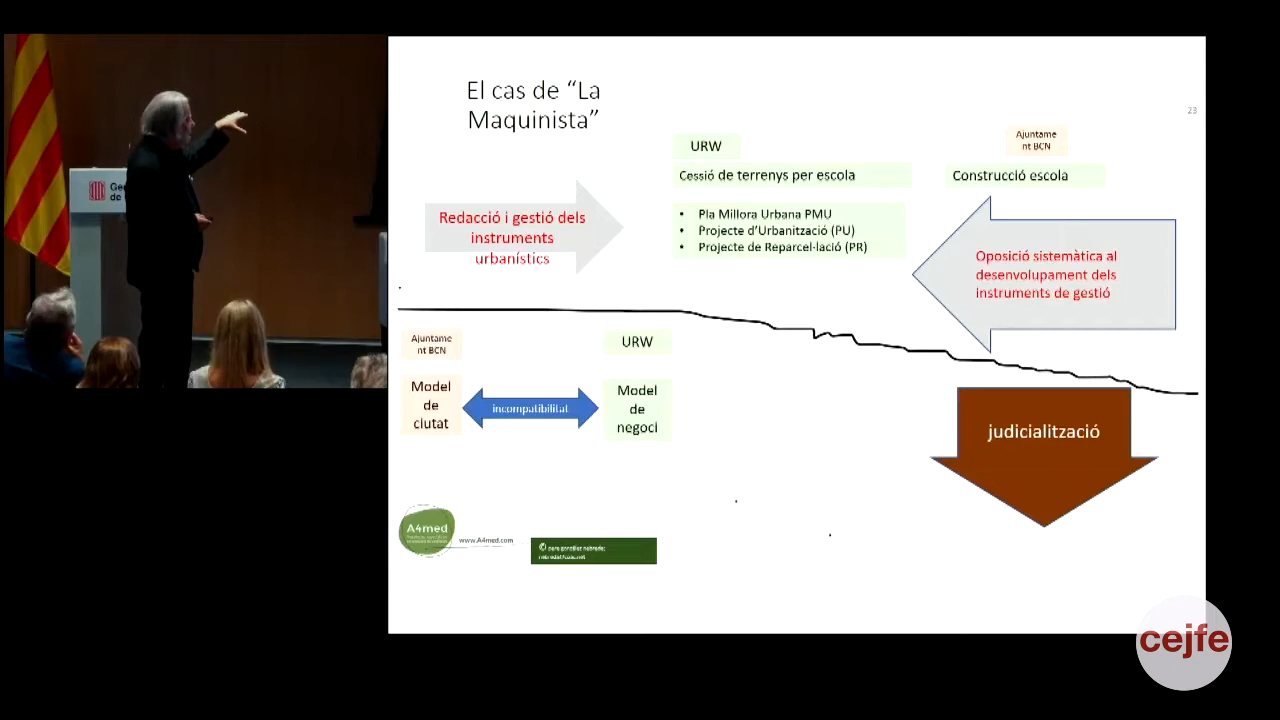 El cas de “La
Maquinista”
23
URW
Ajuntame
nt BCN
Cessió de terrenys per escola
Construcció escola
Redacció i gestió dels
instruments
urbanístics
• Pla Millora Urbana PMU
• Projecte d’Urbanització (PU)
• Projecte de Reparcel·lació (PR)
Oposició sistemàtica al
desenvolupament dels
instruments de gestió
Ajuntame
nt BCN
URW
Model
de
ciutat
incompatibilitat
Model
de
negoci
judicialització
A4med
www.A4med.com
©
cejfe